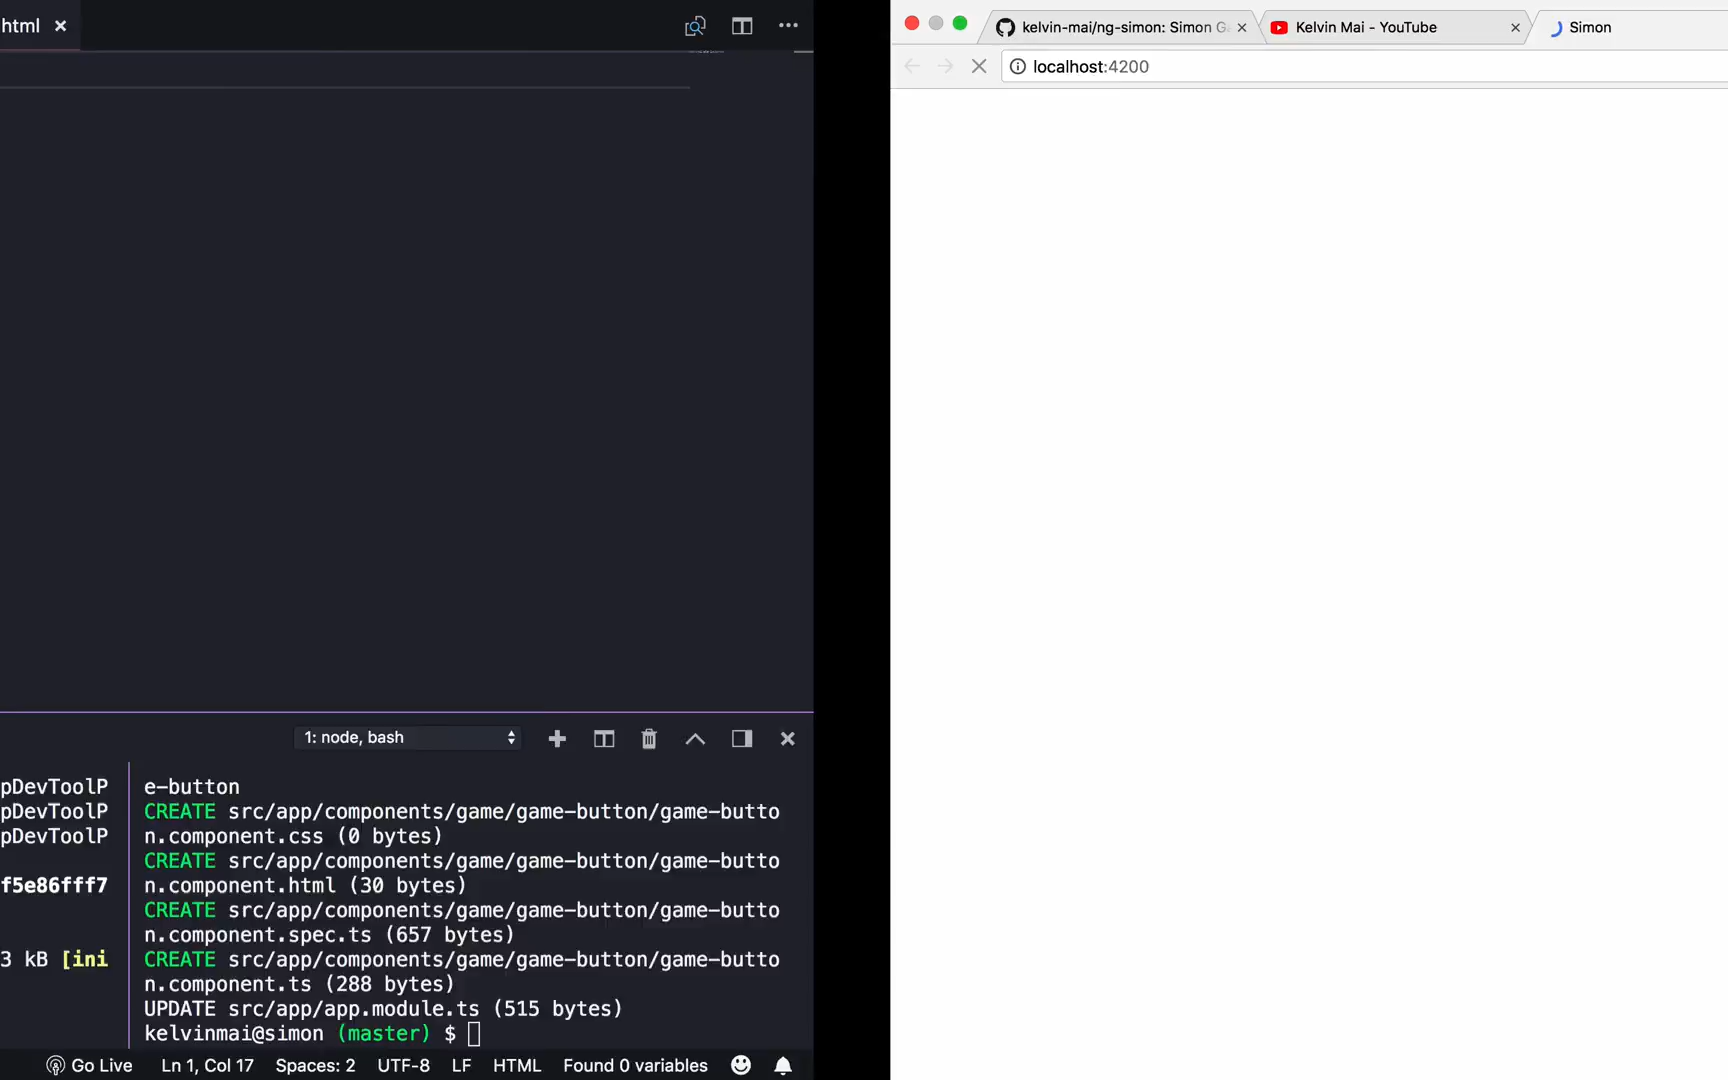 html
kelvin-mai/ng-simon: Simon G
Kelvin Mai - YouTube
Simon
localhost:4200
1: node, bash
pDevToolP
pDevToolP
pDevToolP
f5e86fff7
3 kB [ini
e-button
CREATE src/app/components/game/game-button/game-butto
n.component.css (0 bytes)
CREATE src/app/components/game/game-button/game-butto
n.component.html (30 bytes)
CREATE src/app/components/game/game-button/game-butto
n.component.spec.ts (657 bytes)
CREATE src/app/components/game/game-button/game-butto
n.component.ts (288 bytes)
UPDATE src/app/app.module.ts (515 bytes)
kelvinmai@simon (master) $
Go Live Ln 1, Col 17 Spaces: 2 UTF-8 LF HTML Found 0 variables